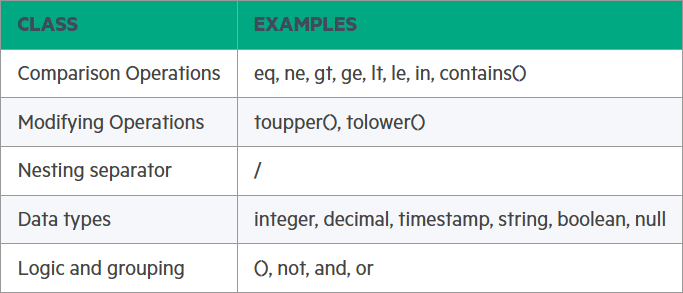 CLASS EXAMPLES
Comparison Operations eq, ne, gt, ge, lt, le, in, contains()
Modifying Operations toupper(), tolower()
Nesting separator /
Data types integer, decimal, timestamp, string, boolean, null
Logic and grouping (), not, and, or